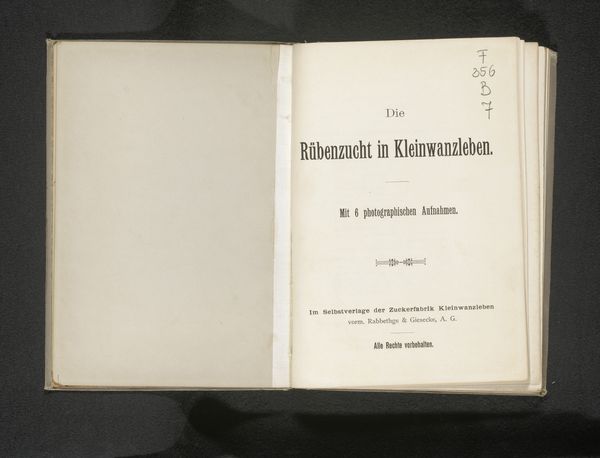 F
356
B
7
Die
Rübenzucht in Kleinwanzleben.
Mit 6 photographischen Aufnahmen.
Im Selbstverlage der Zuckerfabrik Kleinwanzleben
vorm. Rabbethge & Giesecke, A. G.
Alle Rechte vorbehalten.